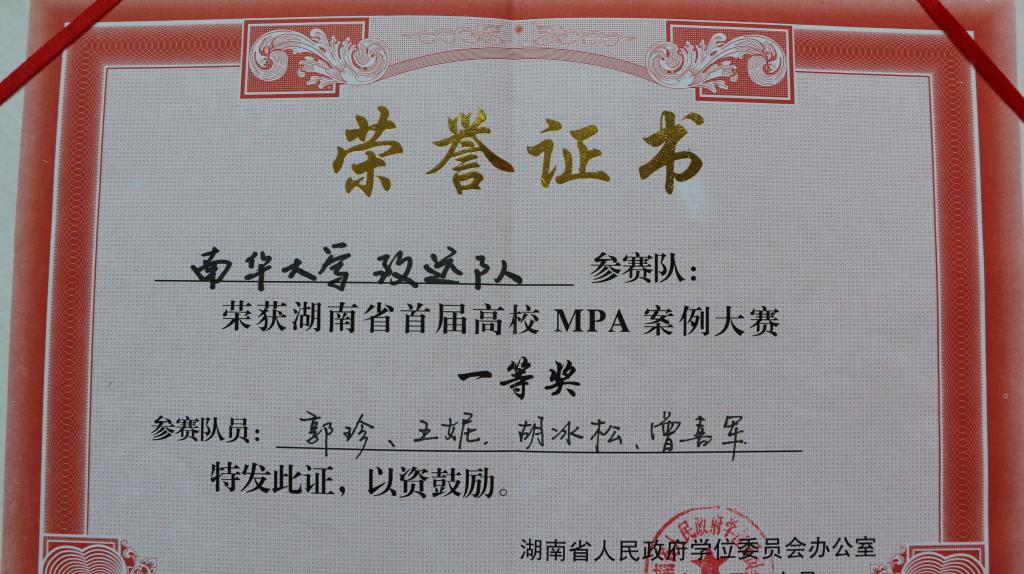 荣誉证书
南华大学致远队 参赛队：
荣获湖南省首届高校 MPA 案例大赛
一等奖
参赛队员：郭珍、王妮、胡冰松、曾喜军
特发此证，以资鼓励。
湖南省人民政府学位委员会办公室